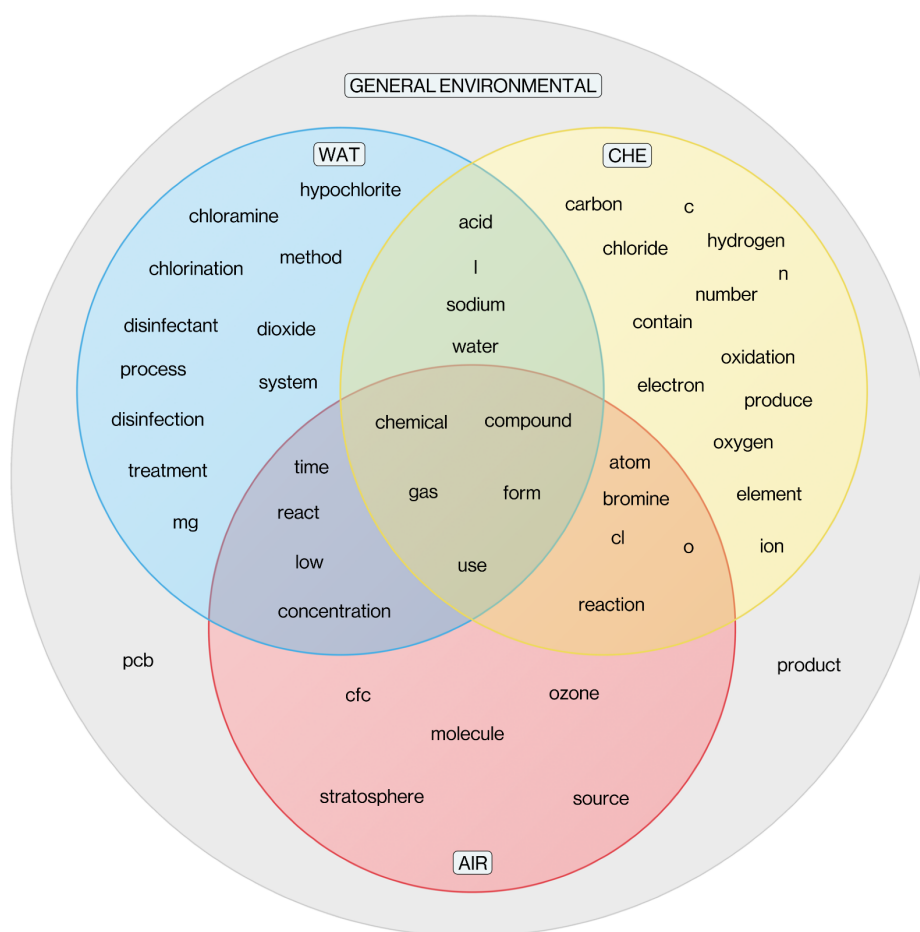 GENERAL ENVIRONMENTAL
WAT
CHE
hypochlorite
chloramine
method
chlorination
disinfectant
dioxide
process
system
disinfection
treatment
mg
acid
l
sodium
water
carbon
c
chloride
hydrogen
n
number
contain
oxidation
electron
produce
oxygen
element
ion
chemical
compound
gas
form
use
time
react
low
concentration
atom
bromine
cl
o
reaction
pcb
product
cfc
ozone
molecule
stratosphere
source
AIR